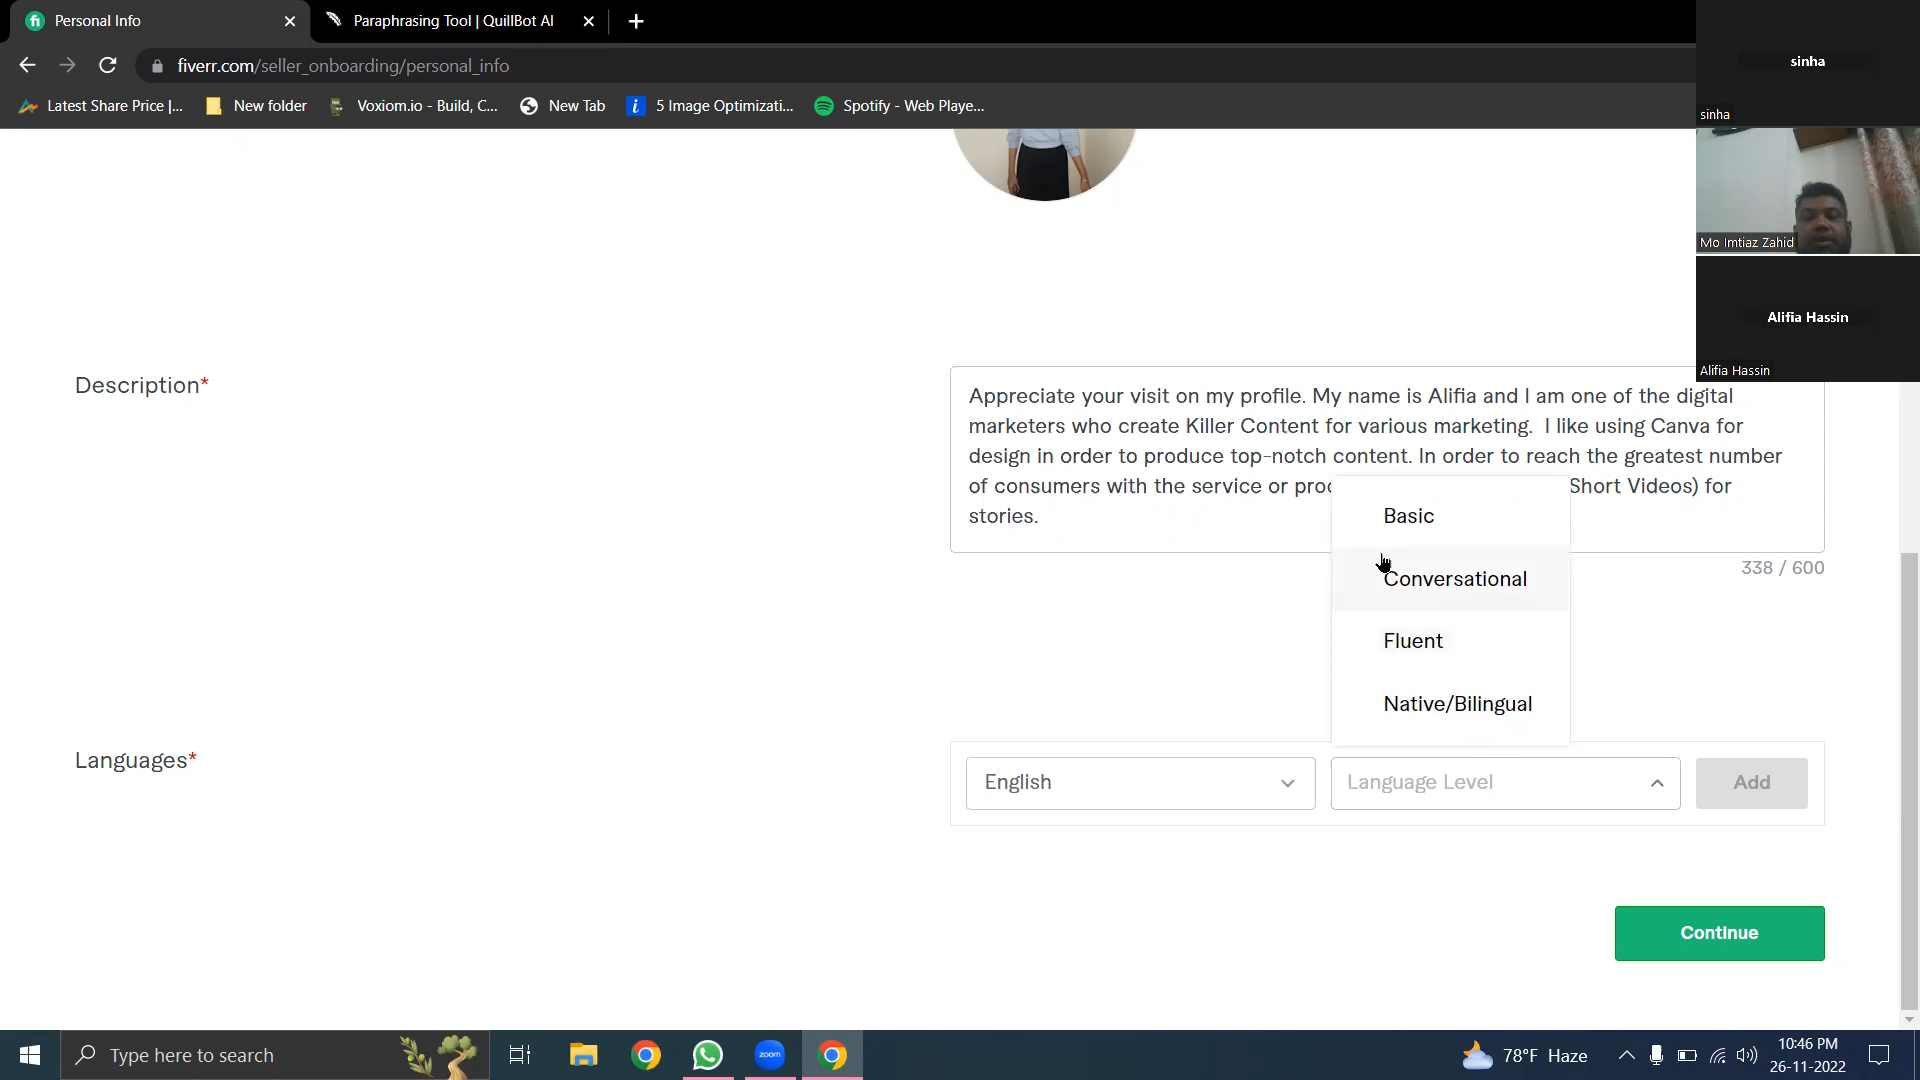 Personal Info
Paraphrasing Tool | QuillBot AI
fiverr.com/seller_onboarding/personal_info
Latest Share Price |...
New folder
Voxiom.io - Build, C...
New Tab
5 Image Optimizati...
Spotify - Web Playe...
sinha
sinha
Mo Imtiaz Zahid
Alifia Hassin
Alifia Hassin
Description*
Appreciate your visit on my profile. My name is Alifia and I am one of the digital
marketers who create Killer Content for various marketing.  I like using Canva for
design in order to produce top-notch content. In order to reach the greatest number
of consumers with the service or Short Videos) for
stories.
338 / 600
Basic
Conversational
Fluent
Native/Bilingual
Languages*
English
Language Level
Add
Continue
Type here to search
zoom
78°F Haze
10:46 PM
26-11-2022